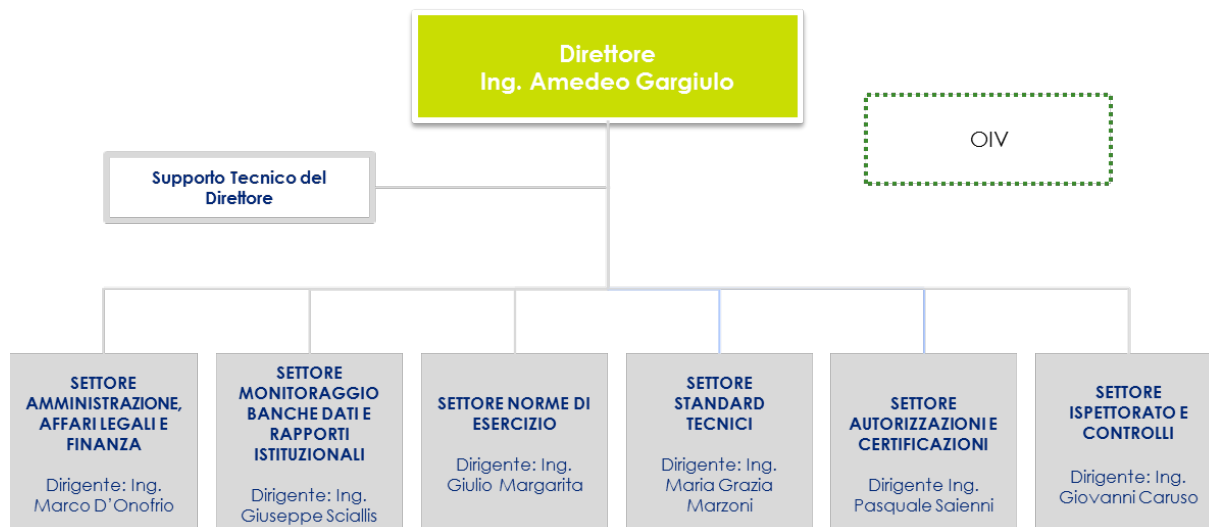 Direttore
Ing. Amedeo Gargiulo
OIV
Supporto Tecnico del
Direttore
SETTORE
AMMINISTRAZIONE,
AFFARI LEGALI E
FINANZA
Dirigente: Ing.
Marco D'Onofrio
SETTORE
MONITORAGGIO
BANCHE DATI E
RAPPORTI
ISTITUZIONALI
Dirigente: Ing.
Giuseppe Sciallis
SETTORE NORME DI
ESERCIZIO
Dirigente: Ing.
Giulio Margarita
SETTORE
STANDARD
TECNICI
Dirigente: Ing.
Maria Grazia
Marzoni
SETTORE
AUTORIZZAZIONI E
CERTIFICAZIONI
Dirigente Ing.
Pasquale Saienni
SETTORE
ISPETTORATO E
CONTROLLI
Dirigente: Ing.
Giovanni Caruso